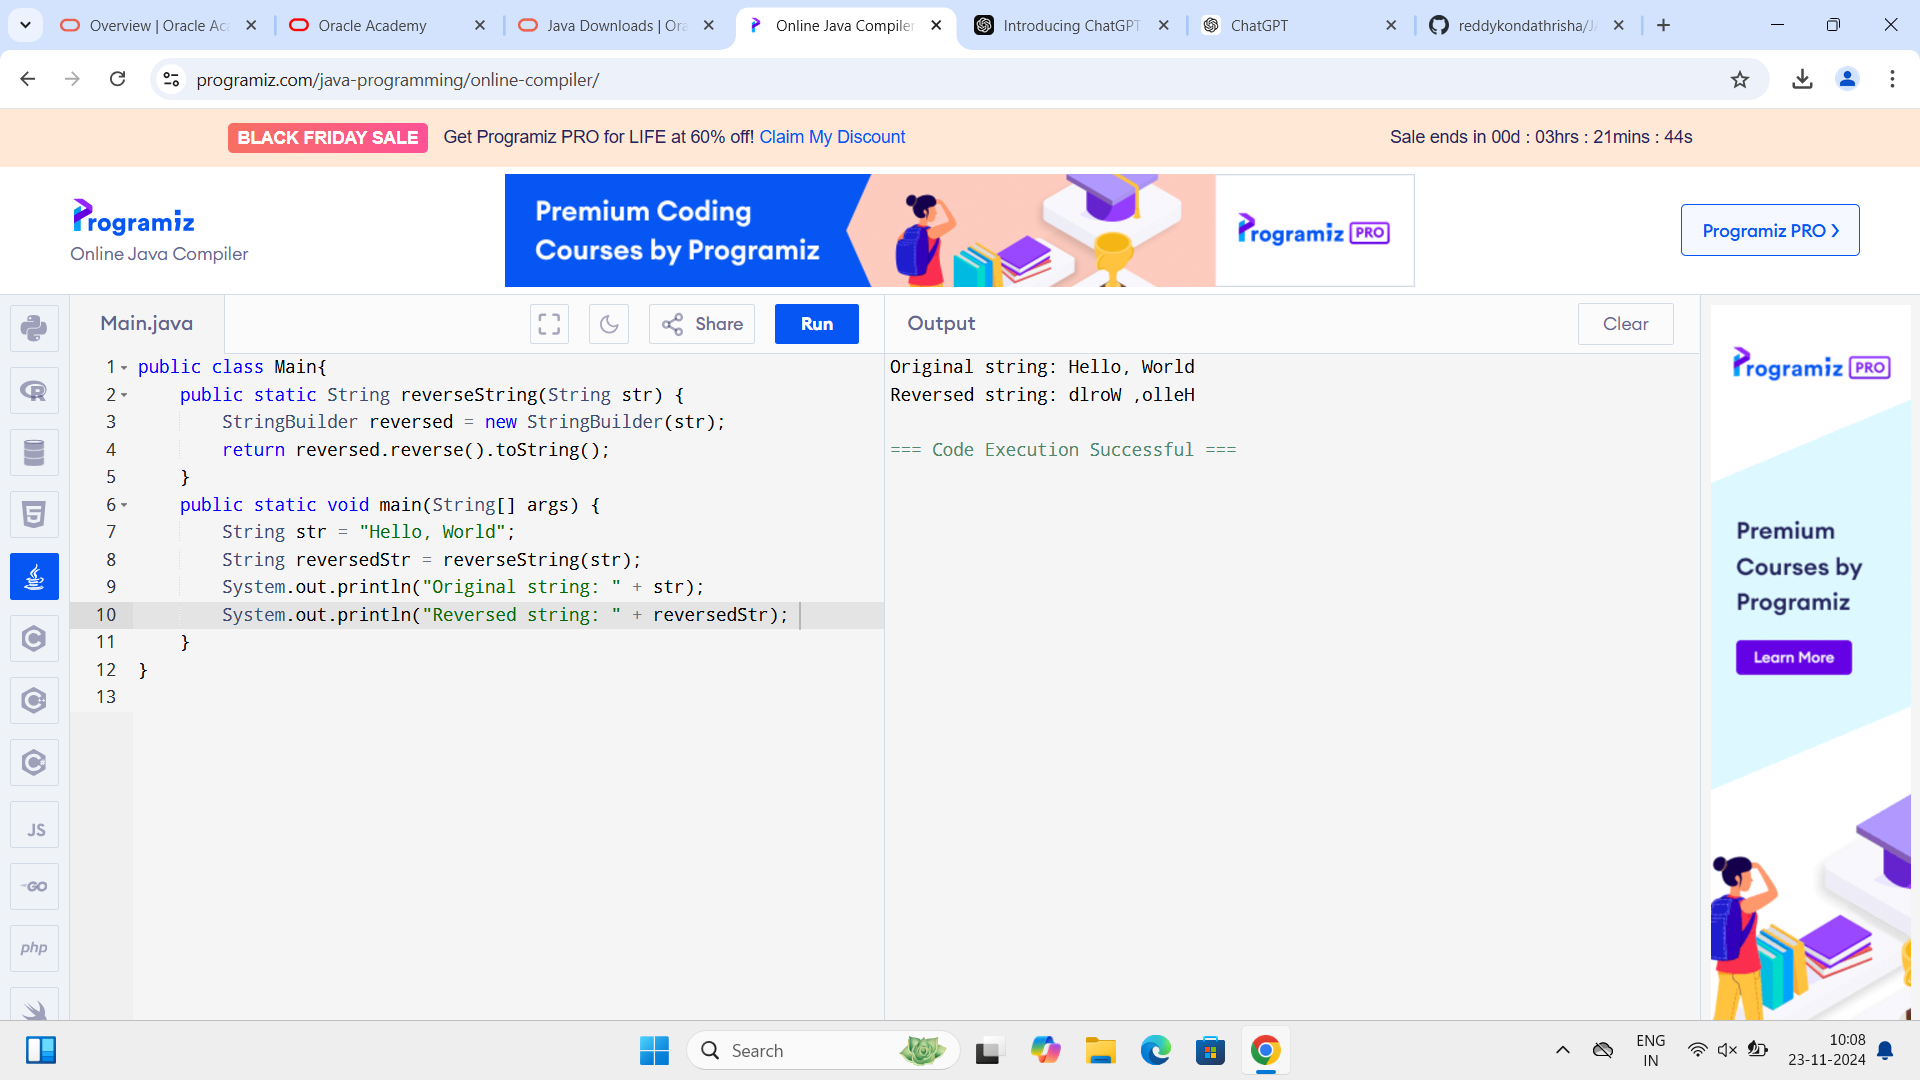 Overview | Oracle Aca
Oracle Academy
Java Downloads | Ora
Online Java Compiler
Introducing ChatGPT
ChatGPT
reddykondathrisha/JA
programiz.com/java-programming/online-compiler/
BLACK FRIDAY SALE Get Programiz PRO for LIFE at 60% off! Claim My Discount
Sale ends in 00d : 03hrs : 21mins : 44s
Programiz
Online Java Compiler
Premium Coding
Courses by Programiz
Programiz PRO
Programiz PRO
Main.java
Share
Run
Output
Clear
1 public class Main{
2 public static String reverseString(String str) {
3 StringBuilder reversed = new StringBuilder(str);
4 return reversed.reverse().toString();
5 }
6 public static void main(String[] args) {
7 String str = "Hello, World";
8 String reversedStr = reverseString(str);
9 System.out.println("Original string: " + str);
10 System.out.println("Reversed string: " + reversedStr);
11 }
12 }
13
Original string: Hello, World
Reversed string: dlroW ,olleH
=== Code Execution Successful ===
Programiz PRO
Premium
Courses by
Programiz
Learn More
JS
GO
php
Search
ENG
IN
10:08
23-11-2024